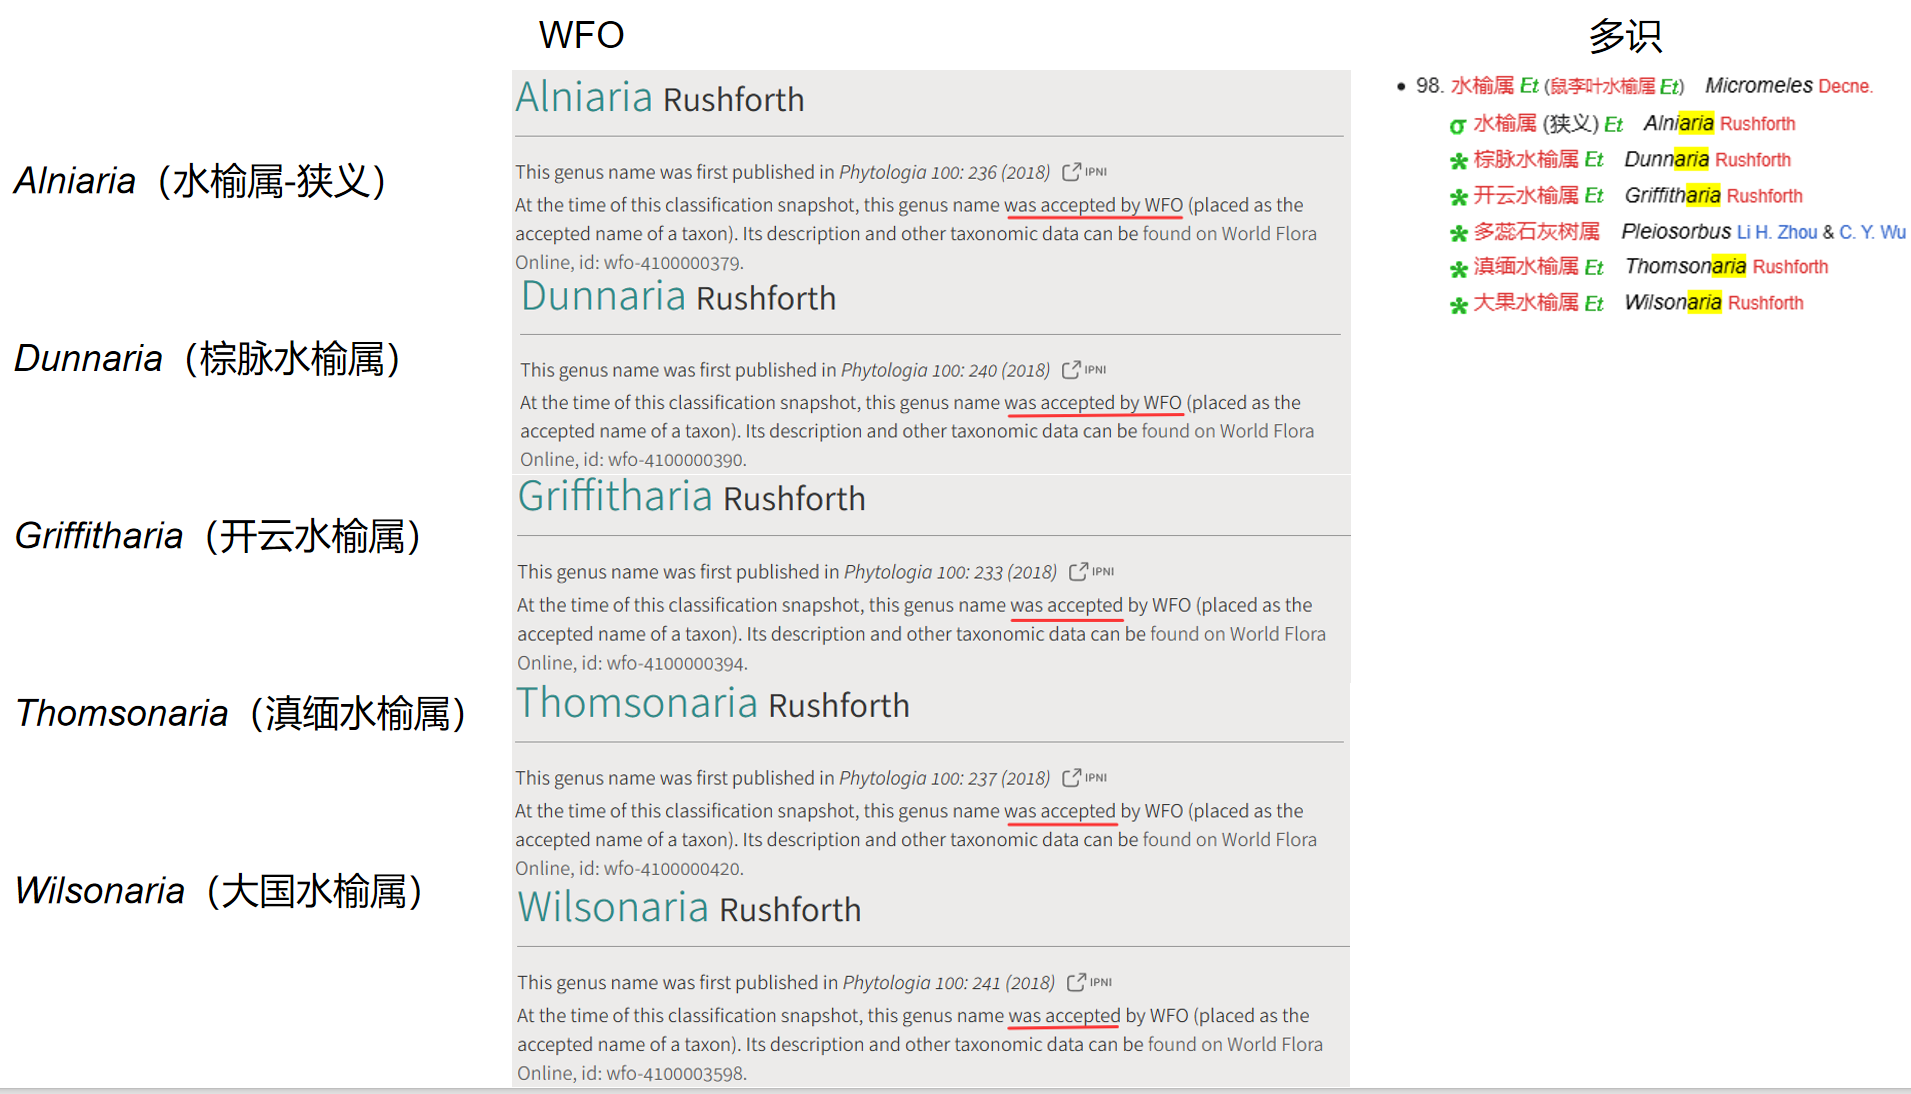 WFO
多识
Alniaria（水榆属-狭义）
Dunnaria（棕脉水榆属）
Griffitharia（开云水榆属）
Thomsonaria（滇缅水榆属）
Wilsonaria（大国水榆属）
Alniaria Rushforth
This genus name was first published in Phytologia 100: 236 (2018) IPNI
At the time of this classification snapshot, this genus name was accepted by WFO (placed as the
accepted name of a taxon). Its description and other taxonomic data can be found on World Flora
Online, id: wfo-4100000379.
Dunnaria Rushforth
This genus name was first published in Phytologia 100: 240 (2018) IPNI
At the time of this classification snapshot, this genus name was accepted by WFO (placed as the
accepted name of a taxon). Its description and other taxonomic data can be found on World Flora
Online, id: wfo-4100000390.
Griffitharia Rushforth
This genus name was first published in Phytologia 100: 233 (2018) IPNI
At the time of this classification snapshot, this genus name was accepted by WFO (placed as the
accepted name of a taxon). Its description and other taxonomic data can be found on World Flora
Online, id: wfo-4100000394.
Thomsonaria Rushforth
This genus name was first published in Phytologia 100: 237 (2018) IPNI
At the time of this classification snapshot, this genus name was accepted by WFO (placed as the
accepted name of a taxon). Its description and other taxonomic data can be found on World Flora
Online, id: wfo-4100000420.
Wilsonaria Rushforth
This genus name was first published in Phytologia 100: 241 (2018) IPNI
At the time of this classification snapshot, this genus name was accepted by WFO (placed as the
accepted name of a taxon). Its description and other taxonomic data can be found on World Flora
Online, id: wfo-4100003598.
• 98. 水榆属 Et (鼠李叶水榆属 Et) Micromeles Decne.
σ 水榆属 (狭义) Et Alniaria Rushforth
* 棕脉水榆属 Et Dunnaria Rushforth
* 开云水榆属 Et Griffitharia Rushforth
* 多蕊石灰树属 Pleiosorbus Li H. Zhou & C. Y. Wu
* 滇缅水榆属 Et Thomsonaria Rushforth
* 大果水榆属 Et Wilsonaria Rushforth